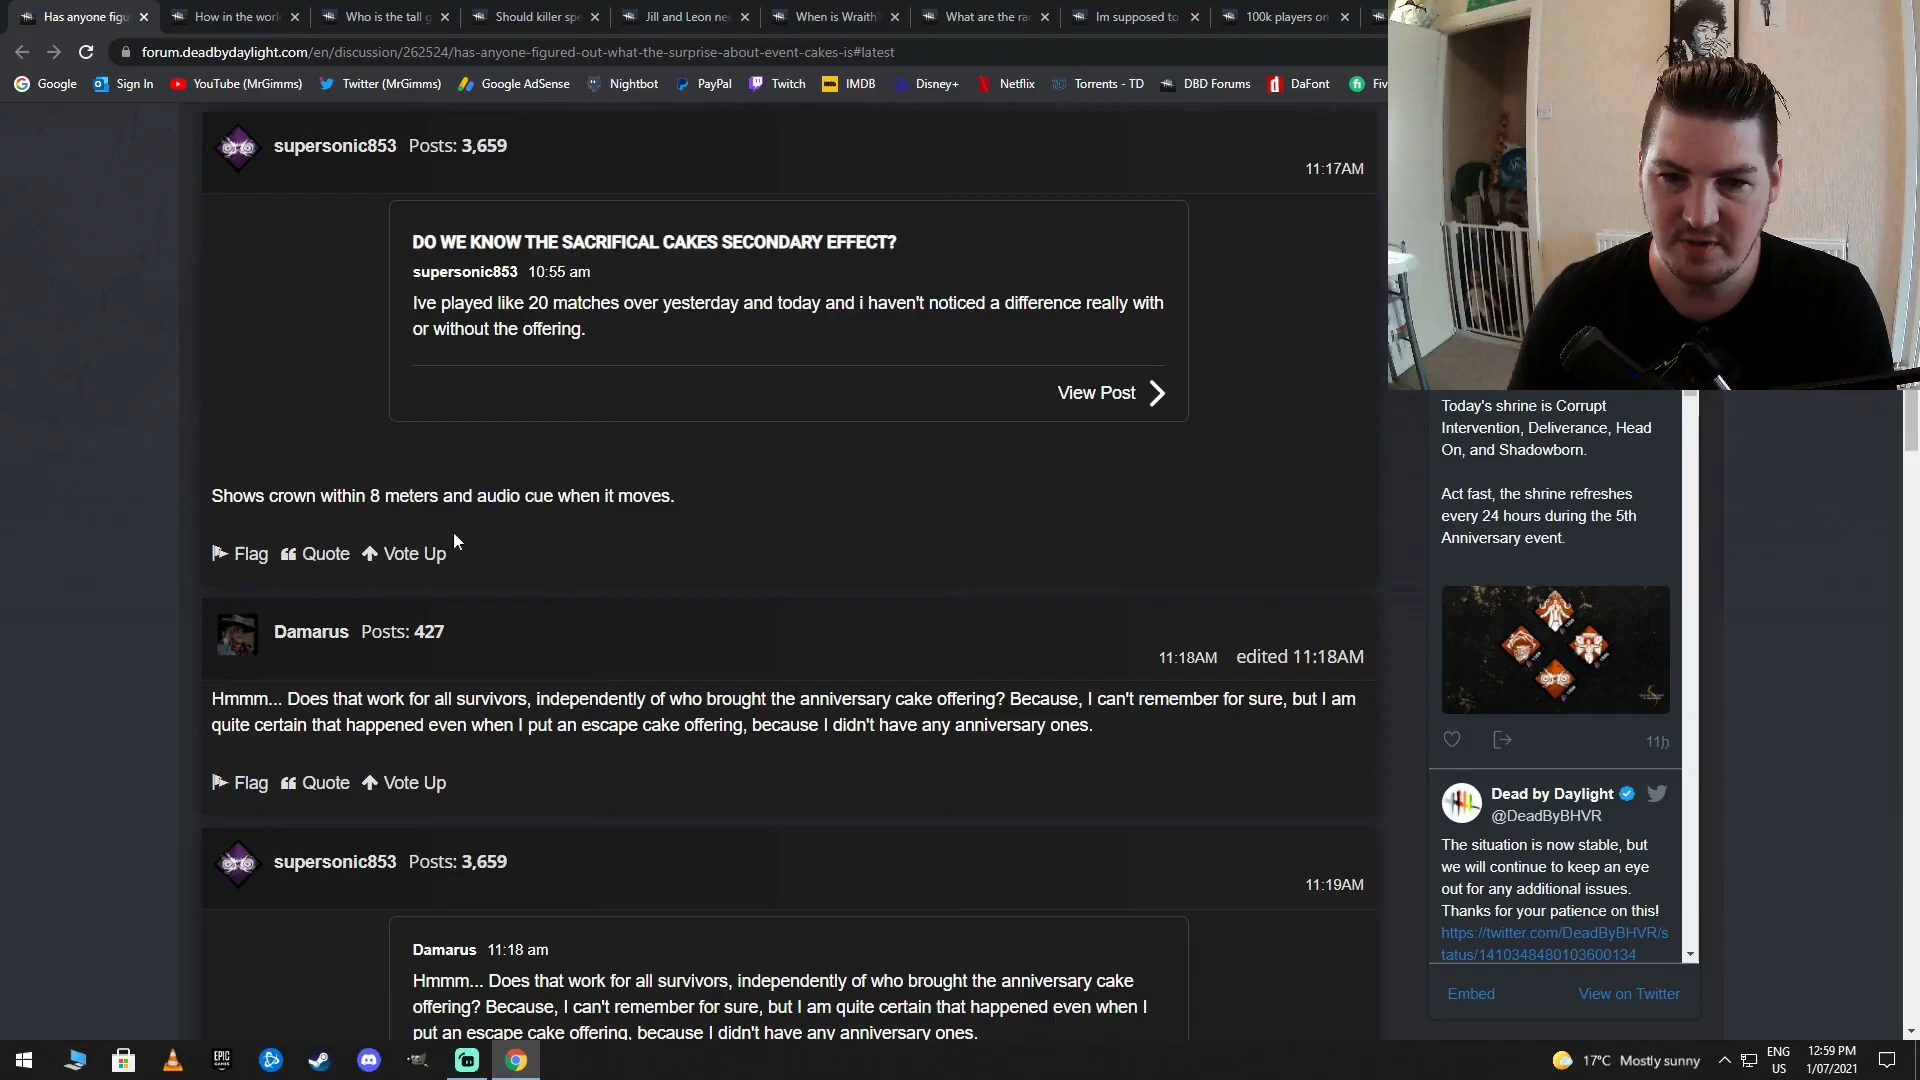 Has anyone figu
How in the worl
Who is the tall g
Should killer spe
Jill and Leon ne
When is Wraith'
What are the ra
Im supposed to
100k players on
forum.deadbydaylight.com/en/discussion/262524/has-anyone-figured-out-what-the-surprise-about-event-cakes-is#latest
Google
Sign In
YouTube (MrGimms)
Twitter (MrGimms)
Google AdSense
Nightbot
PayPal
Twitch
IMDB
Disney+
Netflix
Torrents - TD
DBD Forums
DaFont
Fiv
supersonic853 Posts: 3,659
11:17AM
DO WE KNOW THE SACRIFICAL CAKES SECONDARY EFFECT?
supersonic853 10:55 am
Ive played like 20 matches over yesterday and today and i haven't noticed a difference really with
or without the offering.
View Post
Shows crown within 8 meters and audio cue when it moves.
Flag Quote Vote Up
Damarus Posts: 427
11:18AM edited 11:18AM
Hmmm... Does that work for all survivors, independently of who brought the anniversary cake offering? Because, I can't remember for sure, but I am
quite certain that happened even when I put an escape cake offering, because I didn't have any anniversary ones.
Flag Quote Vote Up
supersonic853 Posts: 3,659
11:19AM
Damarus 11:18 am
Hmmm... Does that work for all survivors, independently of who brought the anniversary cake
offering? Because, I can't remember for sure, but I am quite certain that happened even when I
put an escape cake offering, because I didn't have any anniversary ones.
Today's shrine is Corrupt
Intervention, Deliverance, Head
On, and Shadowborn.
Act fast, the shrine refreshes
every 24 hours during the 5th
Anniversary event.
11h
Dead by Daylight
@DeadByBHVR
The situation is now stable, but
we will continue to keep an eye
out for any additional issues.
Thanks for your patience on this!
https://twitter.com/DeadByBHVR/s
tatus/1410348480103600134
Embed
View on Twitter
EPIC
GAMES
17°C Mostly sunny
ENG
US
12:59 PM
1/07/2021